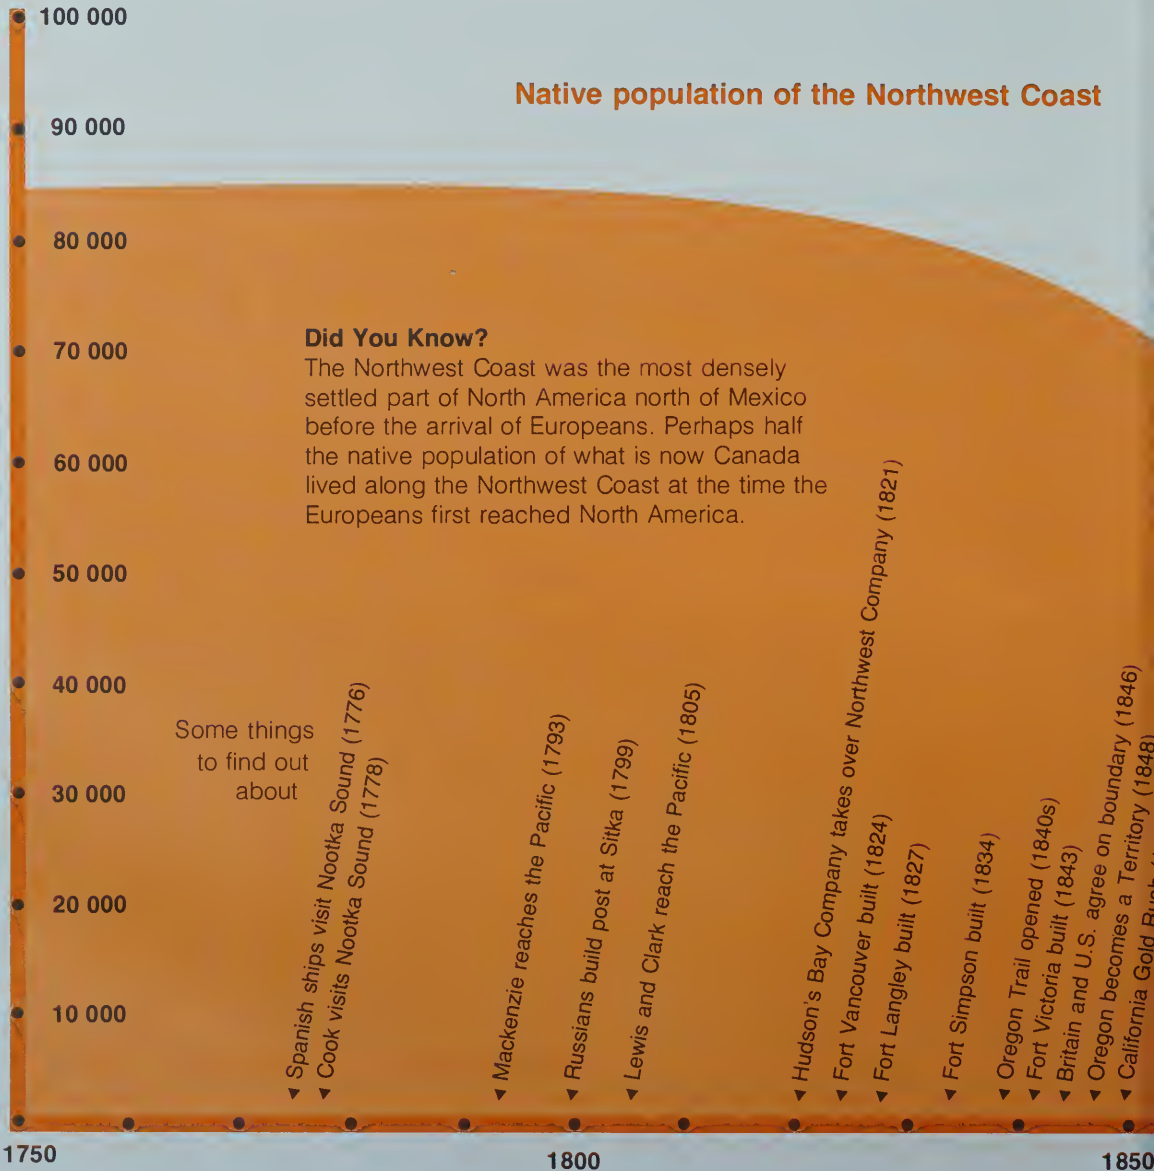 100 000
Native population of the Northwest Coast
90 000
80 000
70 000
Did You Know?
The Northwest Coast was the most densely
settled part of North America north of Mexico
before the arrival of Europeans. Perhaps half
the native population of what is now Canada
lived along the Northwest Coast at the time the
Europeans first reached North America.
60 000
50 000
40 000
30 000
20 000
10 000
Some things
to find out
about
Spanish ships visit Nootka Sound (1776)
Cook visits Nootka Sound (1778)
Mackenzie reaches the Pacific (1793)
Russians build post at Sitka (1799)
Lewis and Clark reach the Pacific (1805)
Hudson's Bay Company takes over Northwest Company (1821)
Fort Vancouver built (1824)
Fort Langley built (1827)
Fort Simpson built (1834)
Oregon Trail opened (1840s)
Fort Victoria built (1843)
Britain and U.S. agree on boundary (1846)
Oregon becomes a Territory (1848)
California Gold
1750
1800
1850